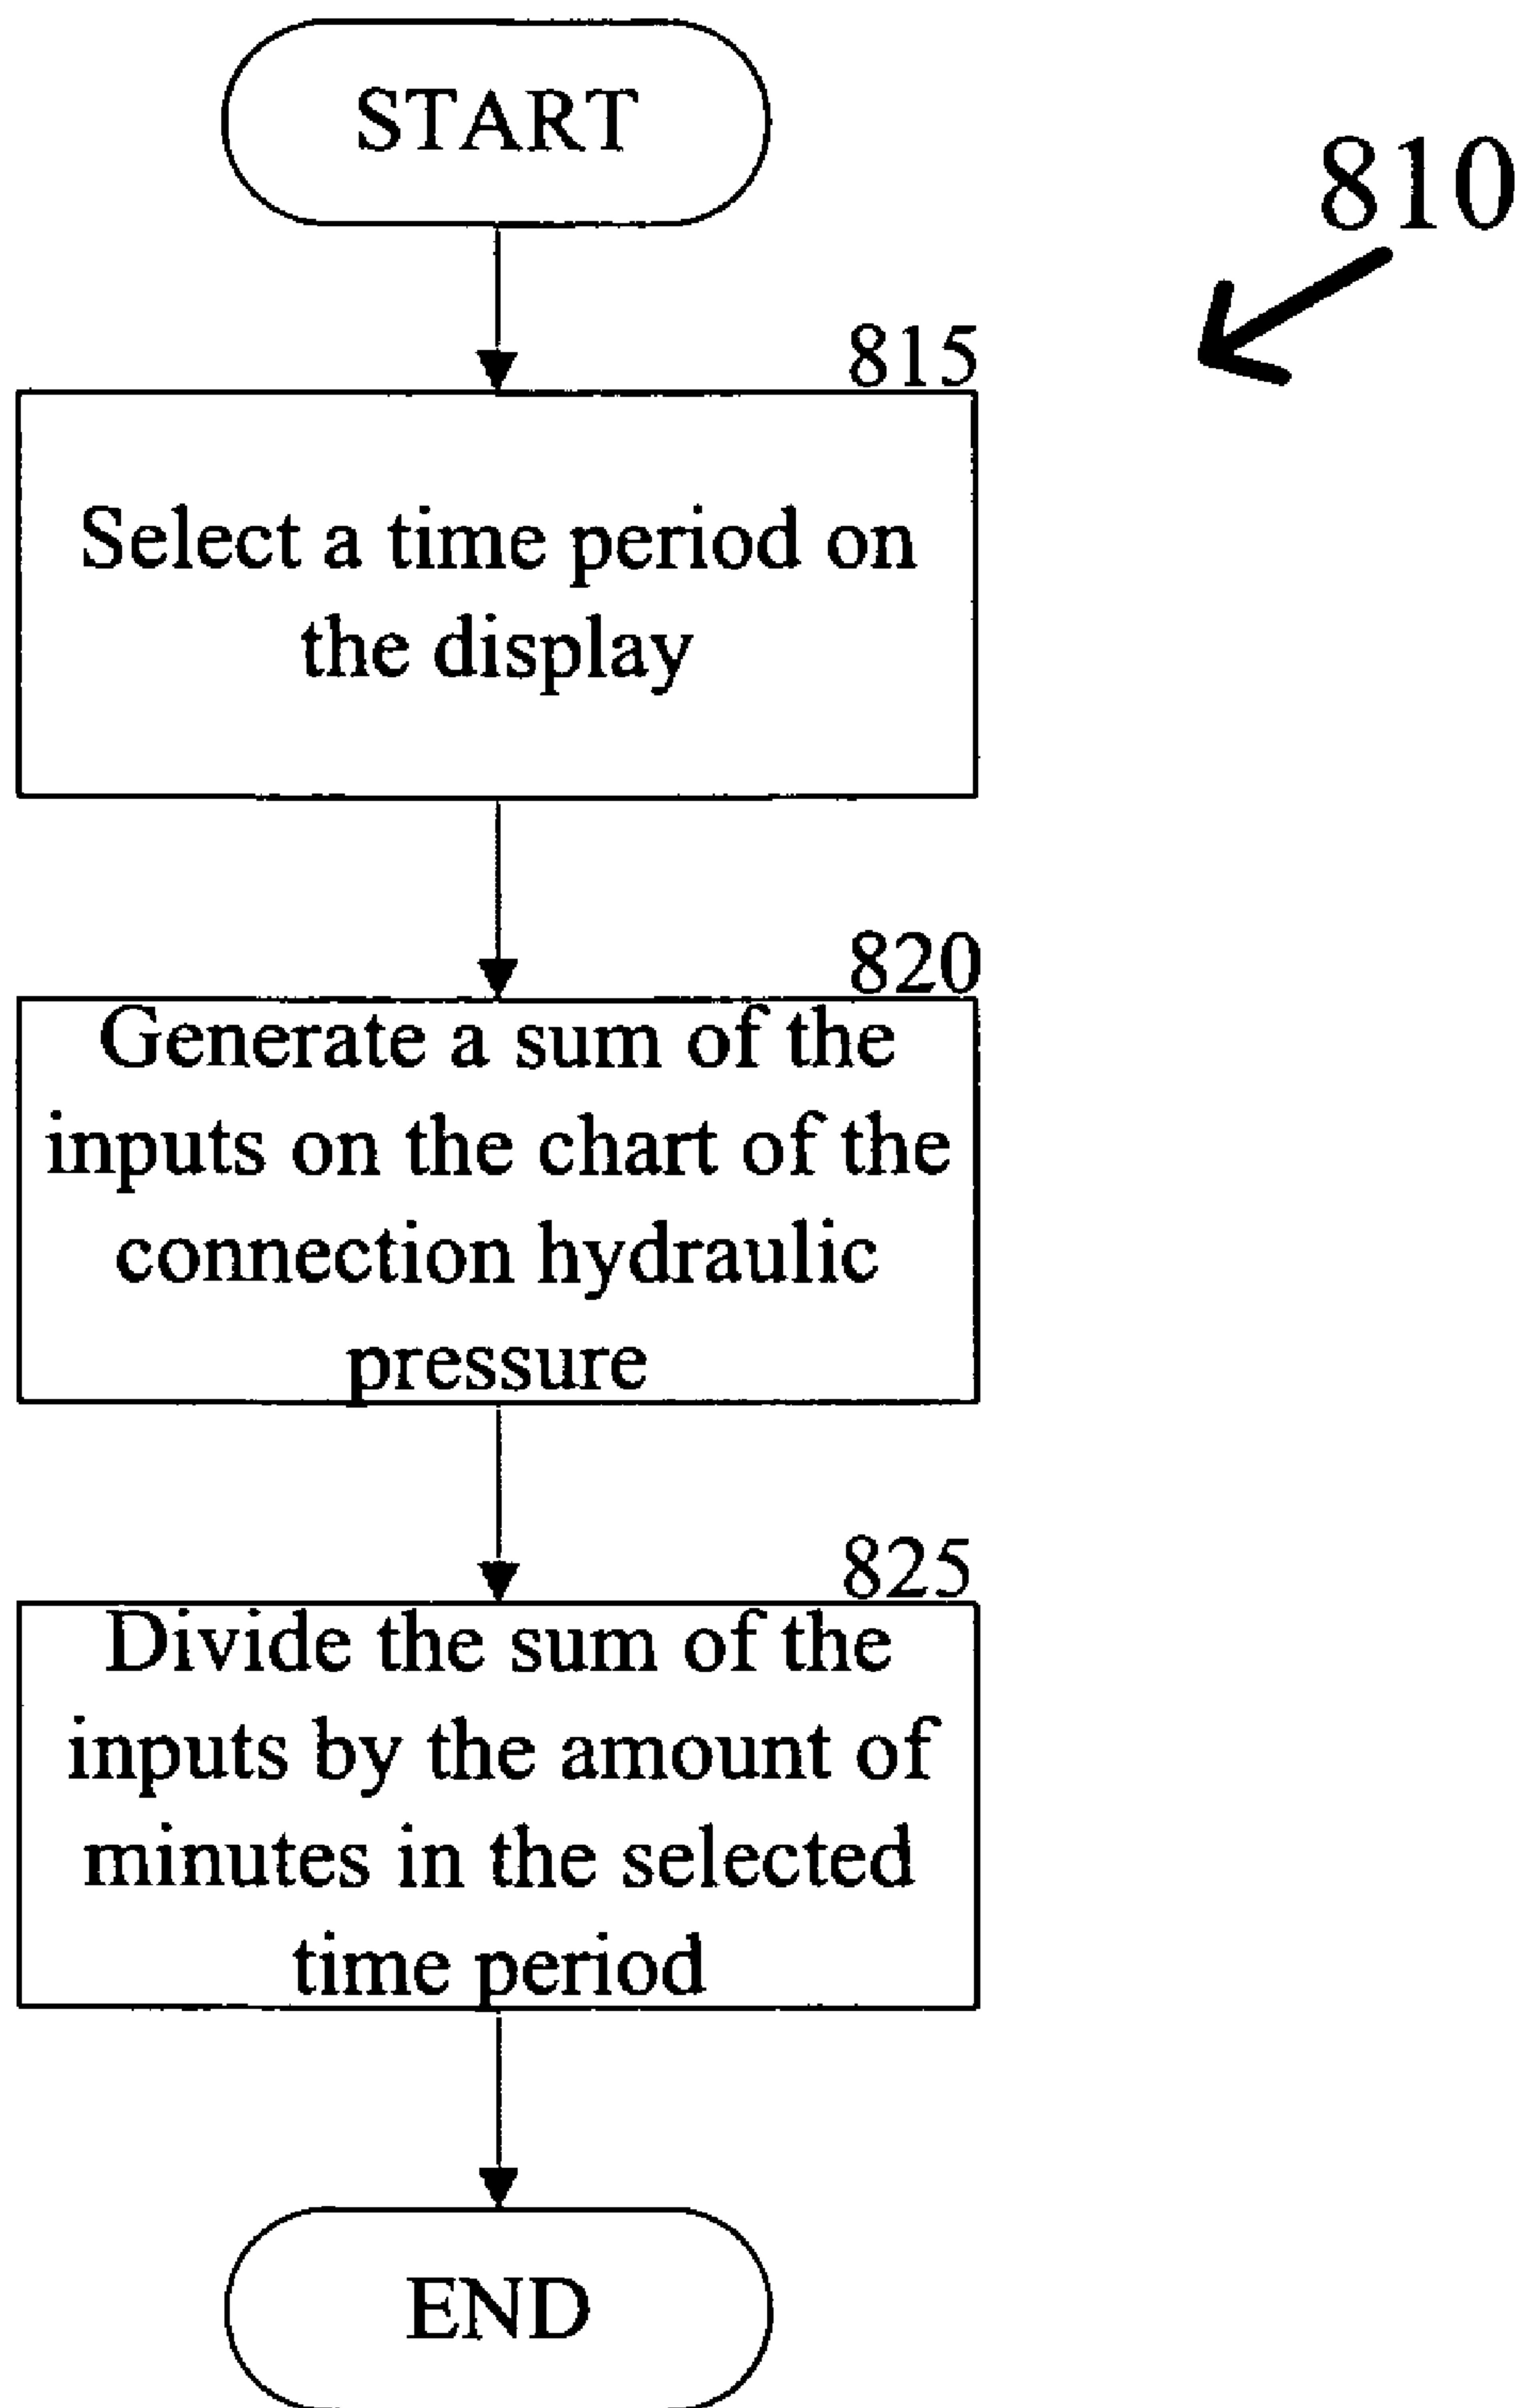 START
810
815
Select a time period on
the display
820
Generate a sum of the
inputs on the chart of the
connection hydraulic
pressure
825
Divide the sum of the
inputs by the amount of
minutes in the selected
time period
END